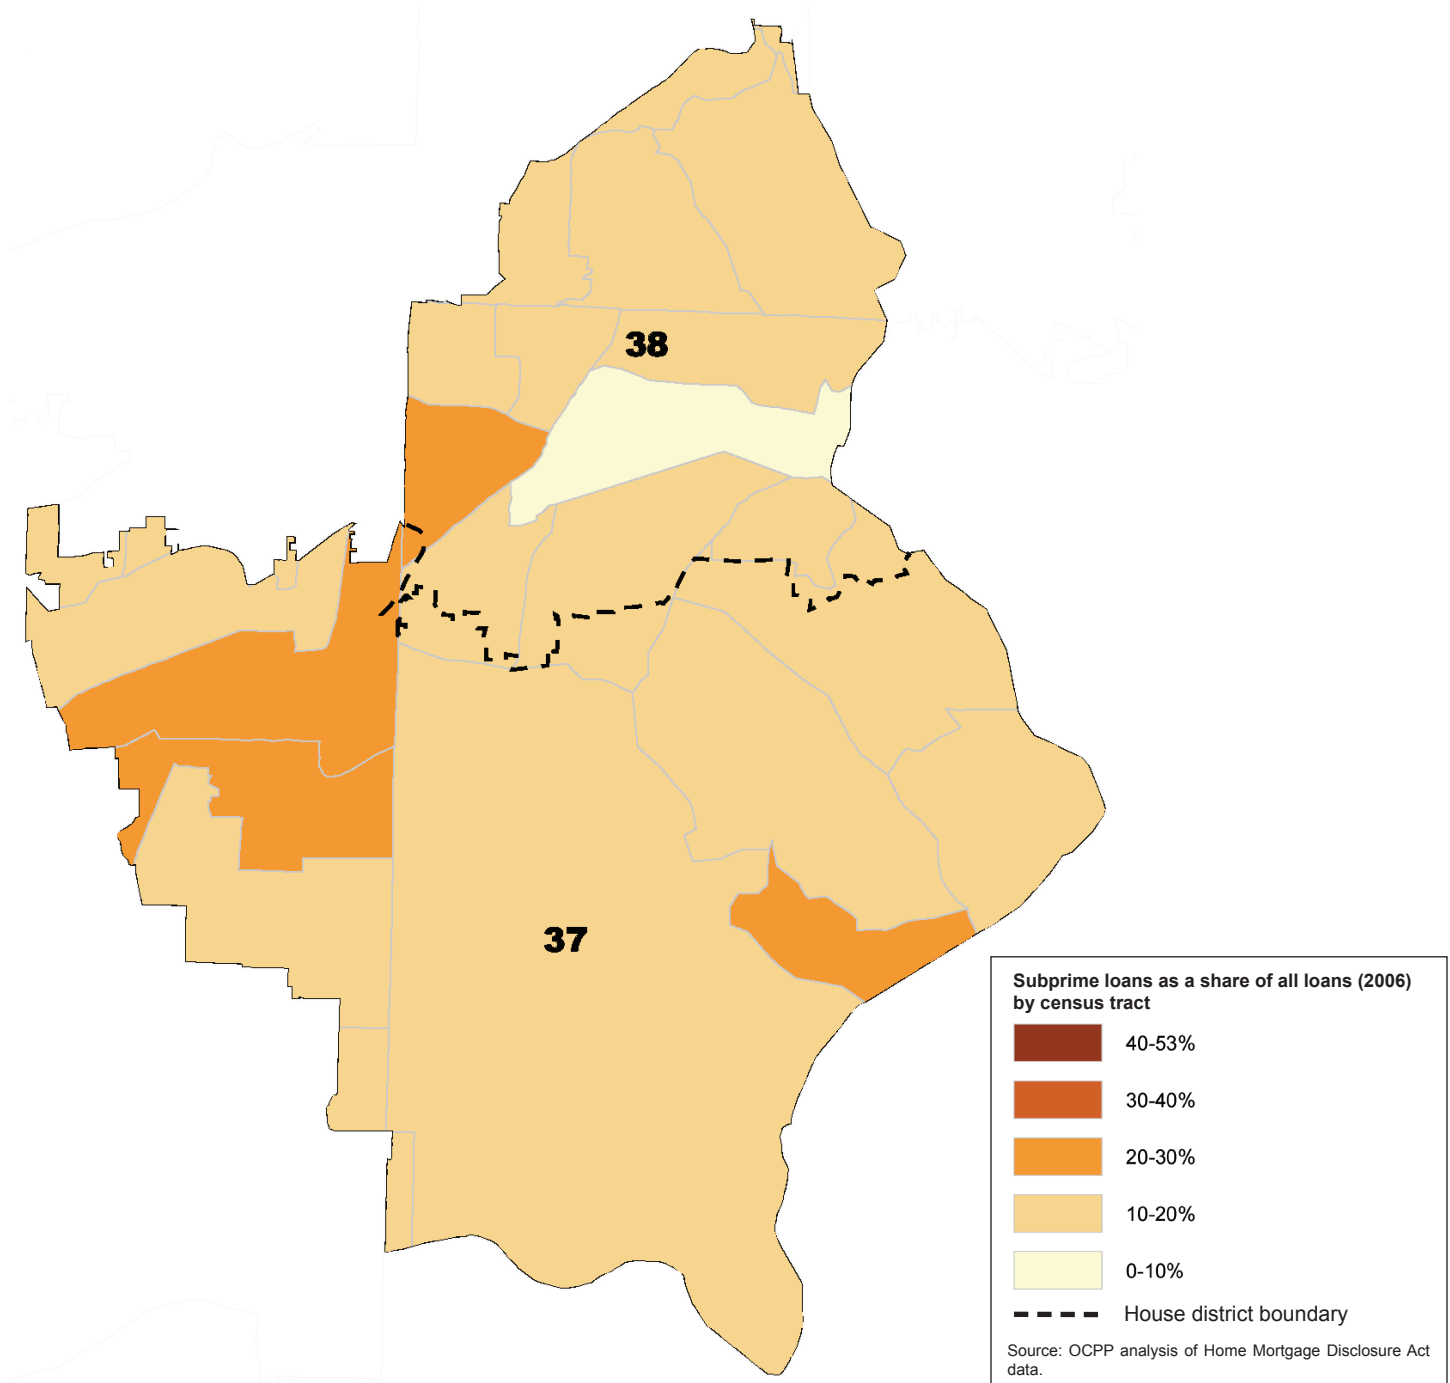 38
37
Subprime loans as a share of all loans (2006)
by census tract
40-53%
30-40%
20-30%
10-20%
0-10%
House district boundary
Source: OCPP analysis of Home Mortgage Disclosure Act
data.